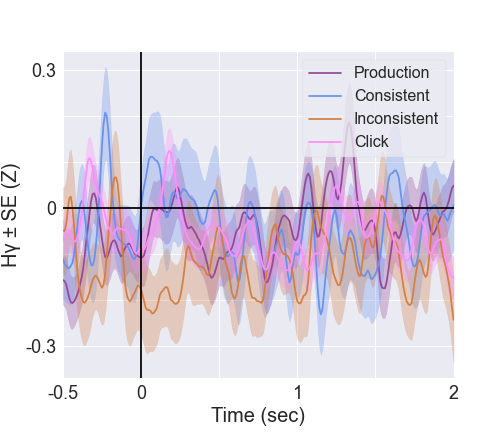 Production
Consistent
Inconsistent
Click
0.3
0
-0.3
Hγ ± SE (Z)
-0.5
0
1
2
Time (sec)